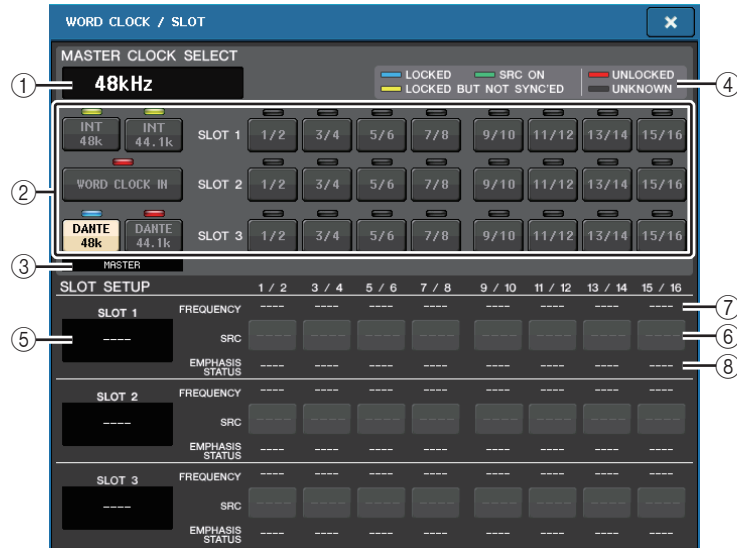 WORD CLOCK / SLOT
×
MASTER CLOCK SELECT
① 48kHz
LOCKED SRC ON UNLOCKED
LOCKED BUT NOT SYNC'ED UNKNOWN ④
②
INT 48k INT 44.1k SLOT 1 1/2 3/4 5/6 7/8 9/10 11/12 13/14 15/16
WORD CLOCK IN SLOT 2 1/2 3/4 5/6 7/8 9/10 11/12 13/14 15/16
DANTE 48k DANTE 44.1k SLOT 3 1/2 3/4 5/6 7/8 9/10 11/12 13/14 15/16
③ MASTER
SLOT SETUP 1 / 2 3 / 4 5 / 6 7 / 8 9 / 10 11 / 12 13 / 14 15 / 16
SLOT 1 FREQUENCY ---- ---- ---- ---- ---- ---- ---- ---- ⑦
⑤ ---- SRC ---- ---- ---- ---- ---- ---- ---- ---- ⑥
EMPHASIS STATUS ---- ---- ---- ---- ---- ---- ---- ---- ⑧
SLOT 2 FREQUENCY ---- ---- ---- ---- ---- ---- ---- ----
---- SRC ---- ---- ---- ---- ---- ---- ---- ----
EMPHASIS STATUS ---- ---- ---- ---- ---- ---- ---- ----
SLOT 3 FREQUENCY ---- ---- ---- ---- ---- ---- ---- ----
---- SRC ---- ---- ---- ---- ---- ---- ---- ----
EMPHASIS STATUS ---- ---- ---- ---- ---- ---- ---- ----